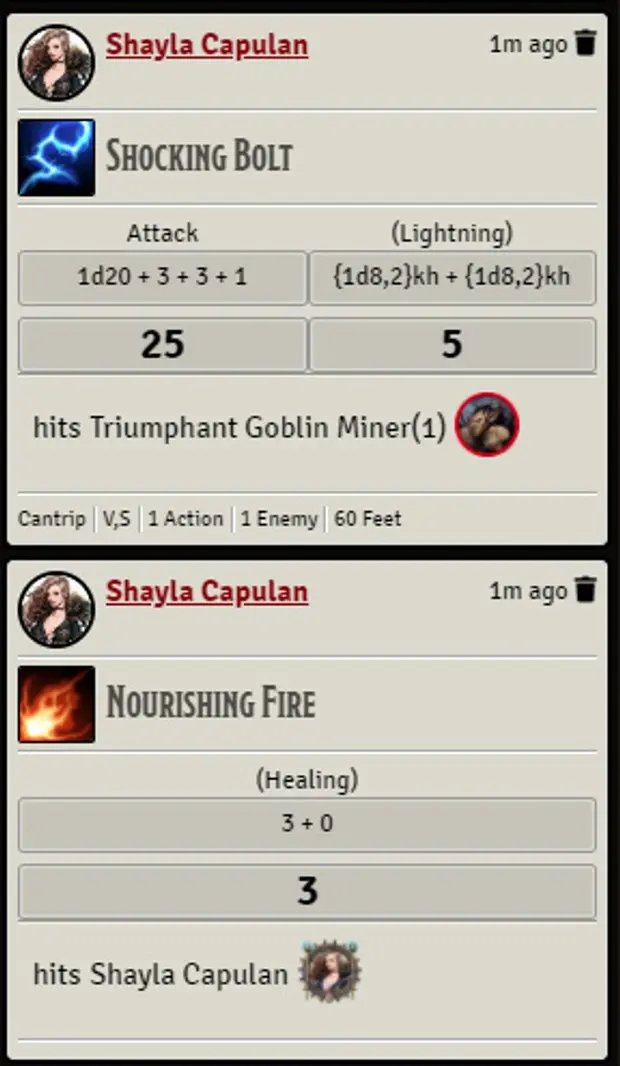 Shayla Capulan 1m ago
Shocking Bolt
Attack (Lightning)
1d20 + 3 + 3 + 1 {1d8,2}kh + {1d8,2}kh
25 5
hits Triumphant Goblin Miner(1)
Cantrip | V,S | 1 Action | 1 Enemy | 60 Feet
Shayla Capulan 1m ago
Nourishing Fire
(Healing)
3 + 0
3
hits Shayla Capulan